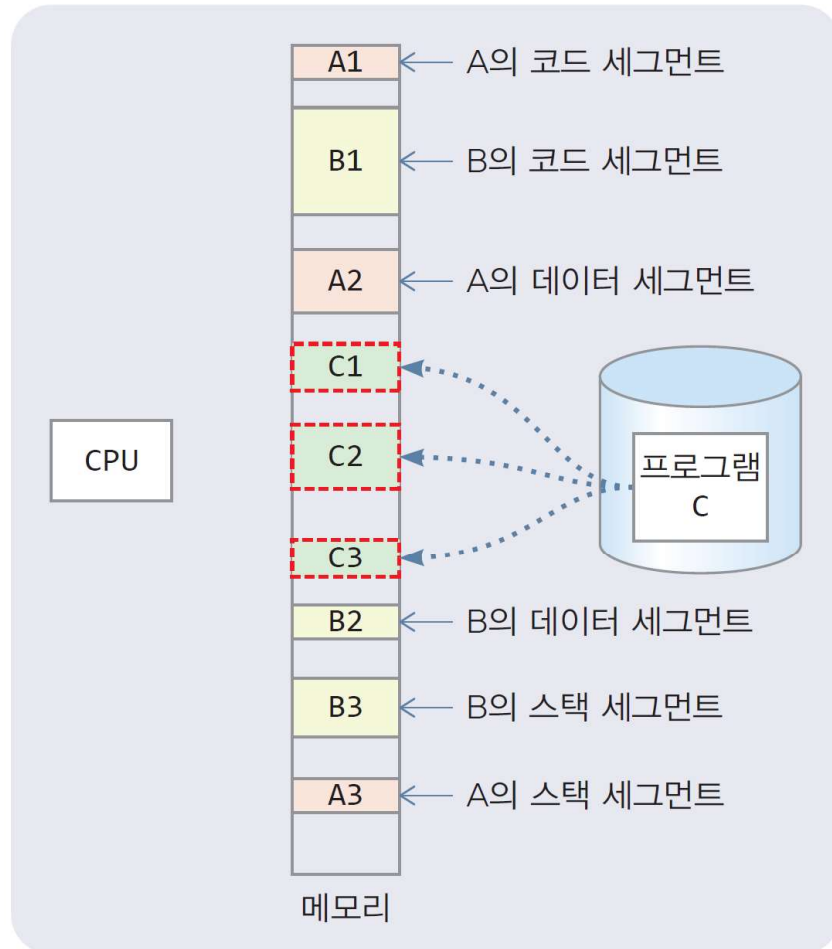 A1
A의 코드 세그먼트
B1
B의 코드 세그먼트
A2
A의 데이터 세그먼트
C1
CPU
C2
프로그램
C
C3
B2
B의 데이터 세그먼트
B3
B의 스택 세그먼트
A3
A의 스택 세그먼트
메모리